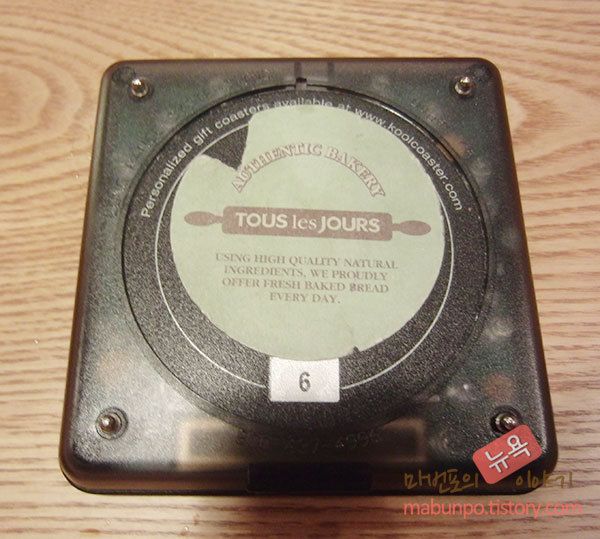 Personalized gift coasters available at www.koolcoaster.com
AUTHENTIC BAKERY
TOUS les JOURS
USING HIGH QUALITY NATURAL
INGREDIENTS, WE PROUDLY
OFFER FRESH BAKED BREAD
EVERY DAY.
6
4996
마번포의 뉴욕 이야기
mabunpo.tistory.com